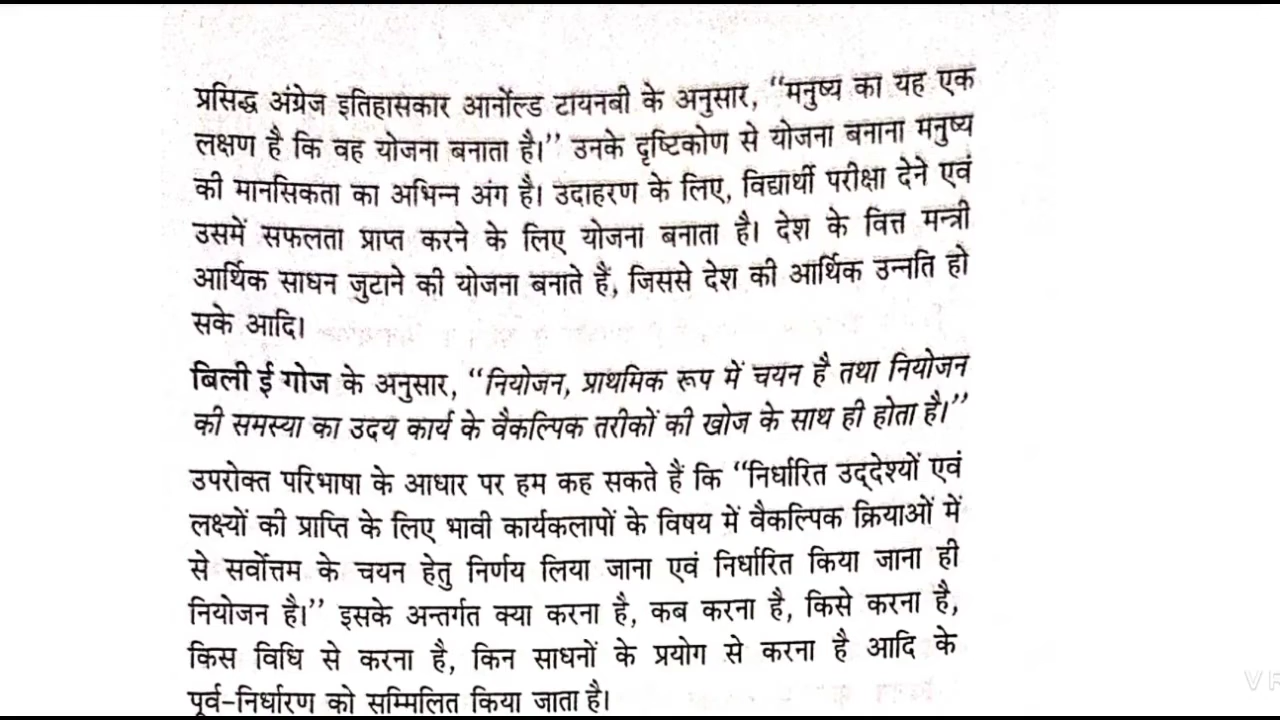 प्रसिद्ध अंग्रेज इतिहासकार आर्नोल्ड टायनबी के अनुसार, “मनुष्य का यह एक
लक्षण है कि वह योजना बनाता है।” उनके दृष्टिकोण से योजना बनाना मनुष्य
की मानसिकता का अभिन्न अंग है। उदाहरण के लिए, विद्यार्थी परीक्षा देने एवं
उसमें सफलता प्राप्त करने के लिए योजना बनाता है। देश के वित्त मन्त्री
आर्थिक साधन जुटाने की योजना बनाते हैं, जिससे देश की आर्थिक उन्नति हो
सके आदि।
बिली ई गोज के अनुसार, “नियोजन, प्राथमिक रूप में चयन है तथा नियोजन
की समस्या का उदय कार्य के वैकल्पिक तरीकों की खोज के साथ ही होता है।”
उपरोक्त परिभाषा के आधार पर हम कह सकते हैं कि “निर्धारित उद्देश्यों एवं
लक्ष्यों की प्राप्ति के लिए भावी कार्यकलापों के विषय में वैकल्पिक क्रियाओं में
से सर्वोत्तम के चयन हेतु निर्णय लिया जाना एवं निर्धारित किया जाना ही
नियोजन है।” इसके अन्तर्गत क्या करना है, कब करना है, किसे करना है,
किस विधि से करना है, किन साधनों के प्रयोग से करना है आदि के
पूर्व-निर्धारण को सम्मिलित किया जाता है।